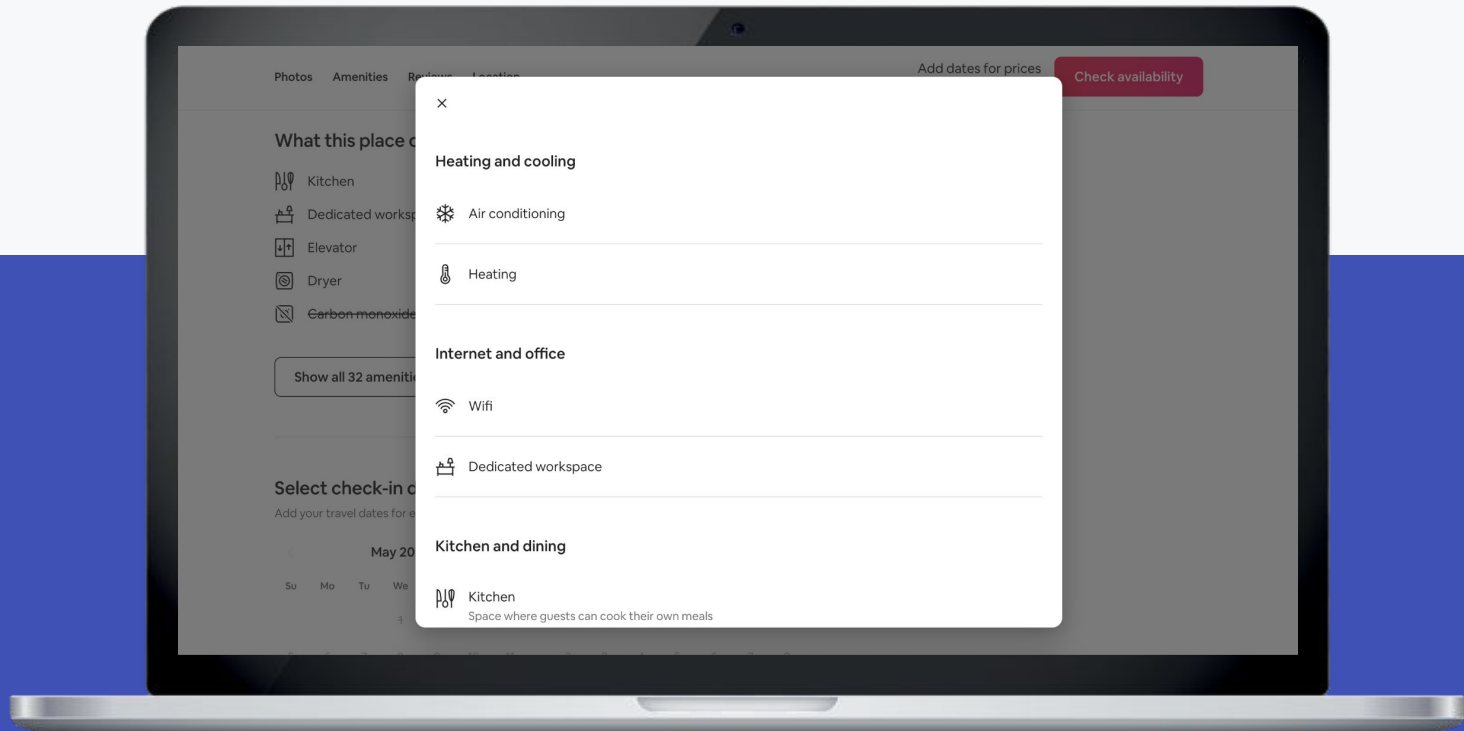 Photos Amenities Reviews Location
Add dates for prices
Check availability
What this place o
Kitchen
Dedicated worksp
Elevator
Dryer
Carbon monoxide
Show all 32 ameniti
Select check-in d
Add your travel dates for e
May 20
Su Mo Tu We
1
Heating and cooling
Air conditioning
Heating
Internet and office
Wifi
Dedicated workspace
Kitchen and dining
Kitchen
Space where guests can cook their own meals